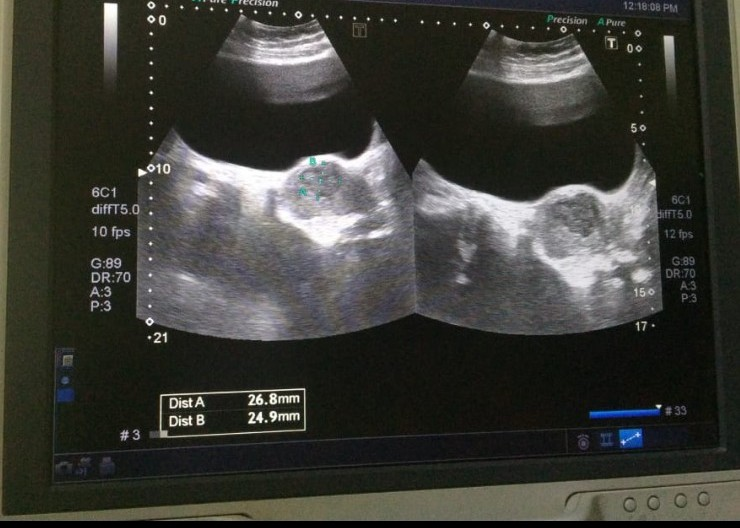 Precision
12:18:08 PM
Precision A Pure
T
T
0
0
5
10
15
17
21
6C1
diffT5.0
10 fps
G:89
DR:70
A:3
P:3
6C1
diffT5.0
12 fps
G:89
DR:70
A:3
P:3
B
A
Dist A 26.8mm
Dist B 24.9mm
#3
#33